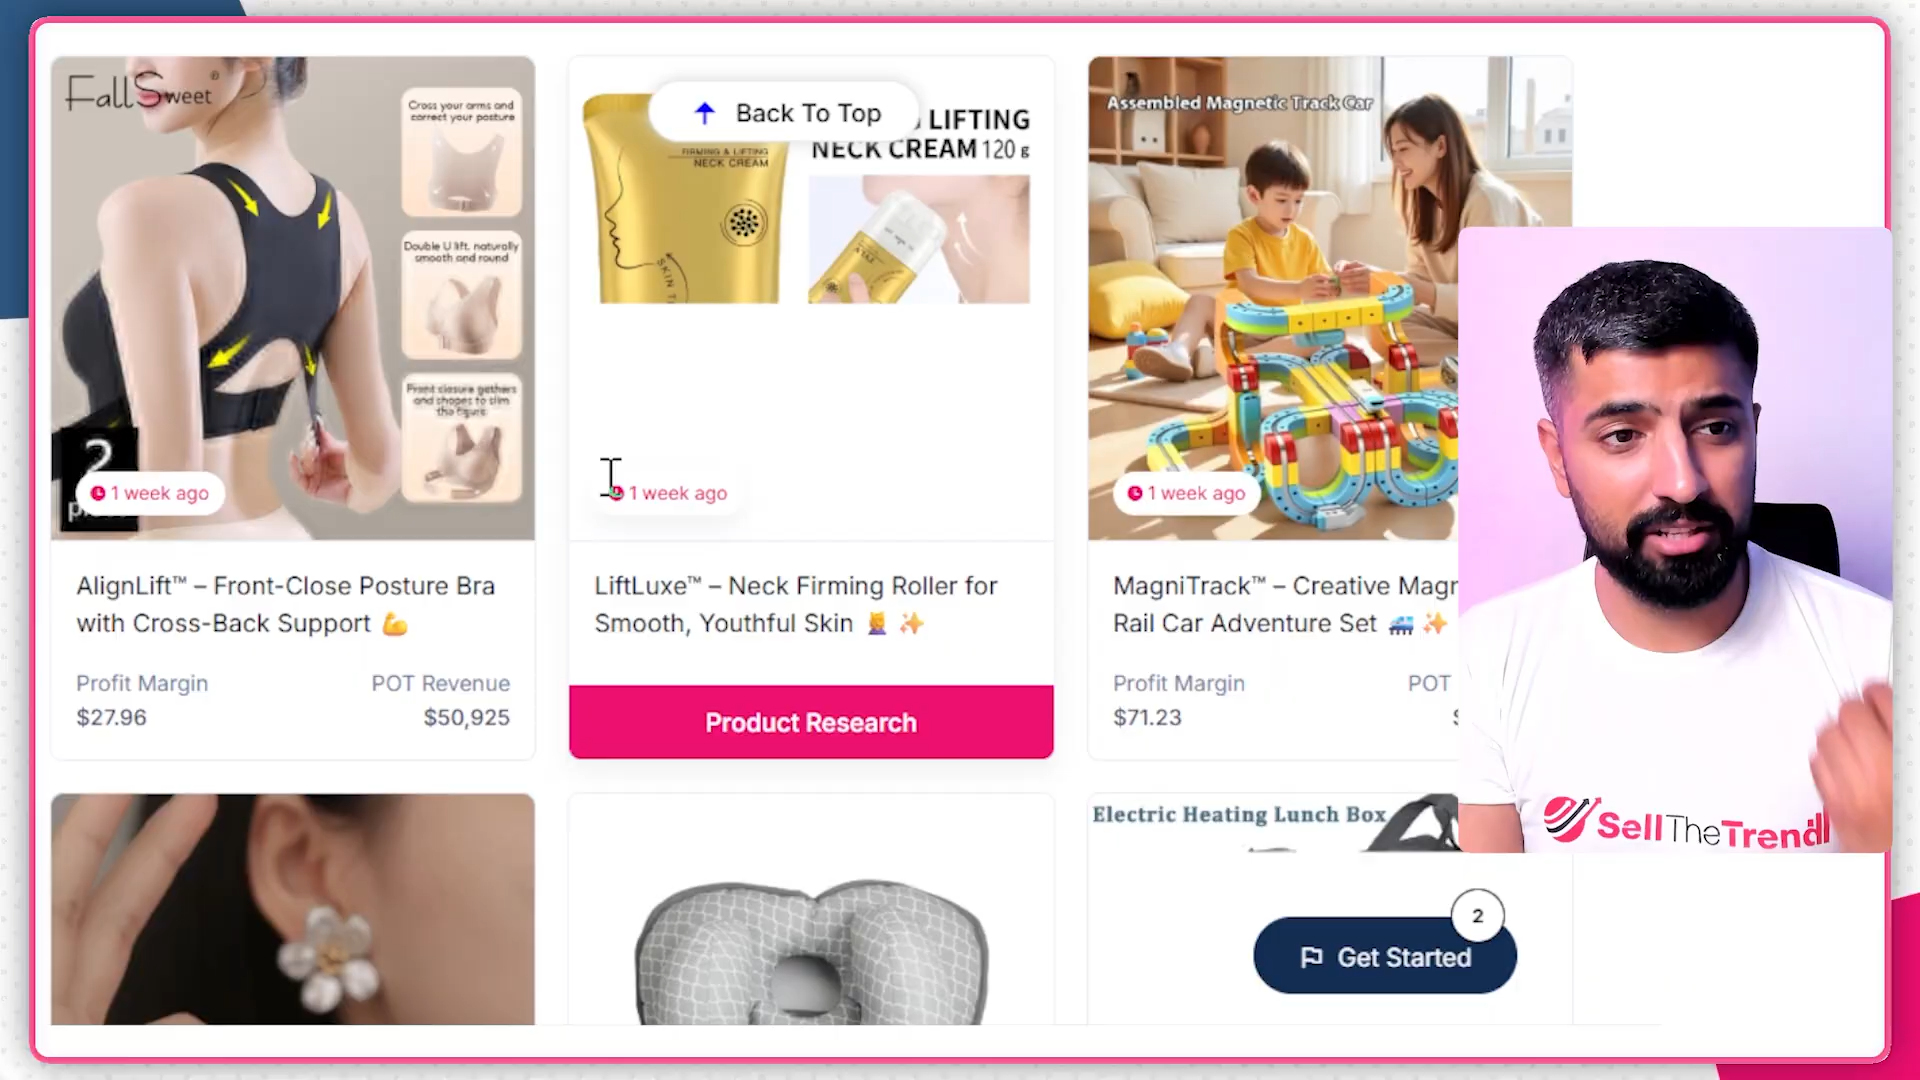 FallSweet
Cross your arms and
correct your posture
Double U lift, naturally
smooth and round
Front closure gathers
and shapes to slim
the figure
2
1 week ago
AlignLift™ – Front-Close Posture Bra
with Cross-Back Support 💪
Profit Margin
POT Revenue
$27.96
$50,925
Back To Top
LIFTING
NECK CREAM 120 g
FIRMING & LIFTING
NECK CREAM
1 week ago
LiftLuxe™ – Neck Firming Roller for
Smooth, Youthful Skin 💆‍♀️ ✨
Product Research
Assembled Magnetic Track Car
1 week ago
MagniTrack™ – Creative Magn
Rail Car Adventure Set 🚙 ✨
Profit Margin
POT
$71.23
SellTheTrend
Electric Heating Lunch Box
2
Get Started